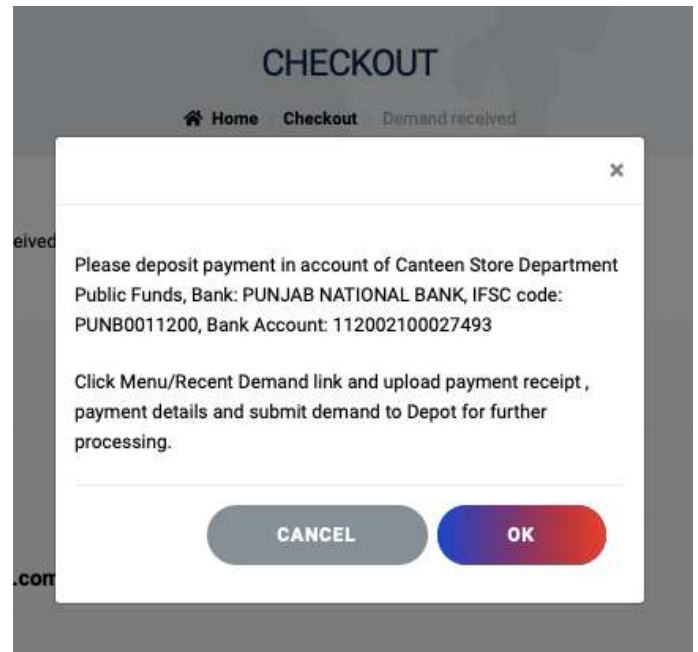 CHECKOUT
Home Checkout Demand received
×
eived
Please deposit payment in account of Canteen Store Department
Public Funds, Bank: PUNJAB NATIONAL BANK, IFSC code:
PUNB0011200, Bank Account: 112002100027493
Click Menu/Recent Demand link and upload payment receipt ,
payment details and submit demand to Depot for further
processing.
CANCEL OK
.com